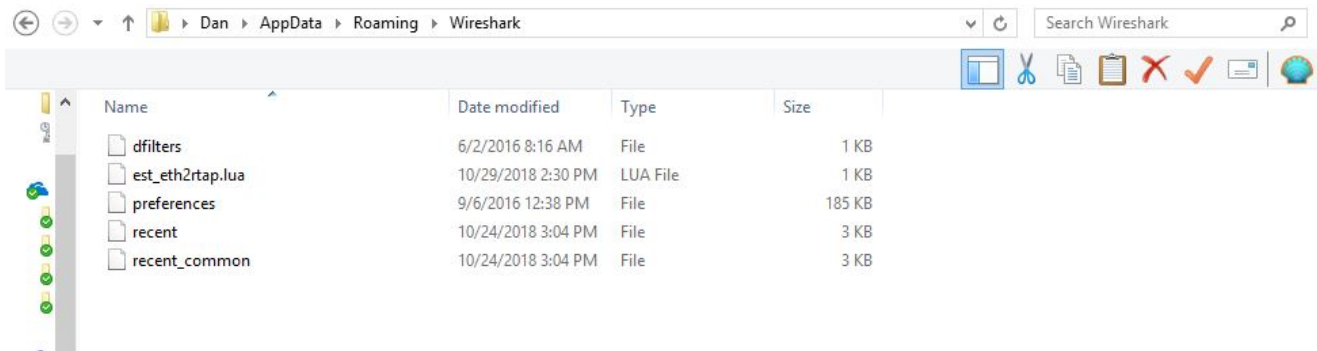 Dan AppData Roaming Wireshark Search Wireshark
Name Date modified Type Size
dfilters 6/2/2016 8:16 AM File 1 KB
est_eth2rtap.lua 10/29/2018 2:30 PM LUA File 1 KB
preferences 9/6/2016 12:38 PM File 185 KB
recent 10/24/2018 3:04 PM File 3 KB
recent_common 10/24/2018 3:04 PM File 3 KB